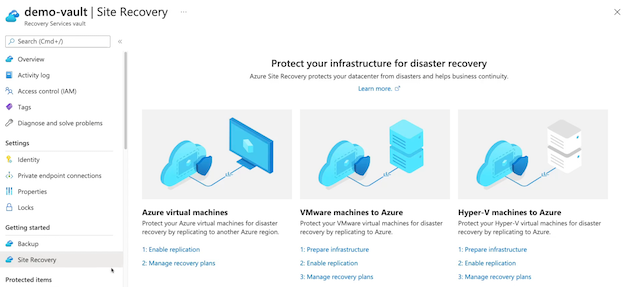 demo-vault | Site Recovery ...
Recovery Services vault
Search (Cmd+/)
«
Overview
Activity log
Access control (IAM)
Tags
Diagnose and solve problems
Settings
Identity
Private endpoint connections
Properties
Locks
Getting started
Backup
Site Recovery
Protected items
Protect your infrastructure for disaster recovery
Azure Site Recovery protects your datacenter from disasters and helps business continuity.
Learn more.
Azure virtual machines
Protect your Azure virtual machines for disaster
recovery by replicating to another Azure region.
1: Enable replication
2: Manage recovery plans
VMware machines to Azure
Protect your VMware virtual machines for disaster
recovery by replicating to Azure.
1: Prepare infrastructure
2: Enable replication
3: Manage recovery plans
Hyper-V machines to Azure
Protect your Hyper-V virtual machines for disaster
recovery by replicating to Azure.
1: Prepare infrastructure
2: Enable replication
3: Manage recovery plans